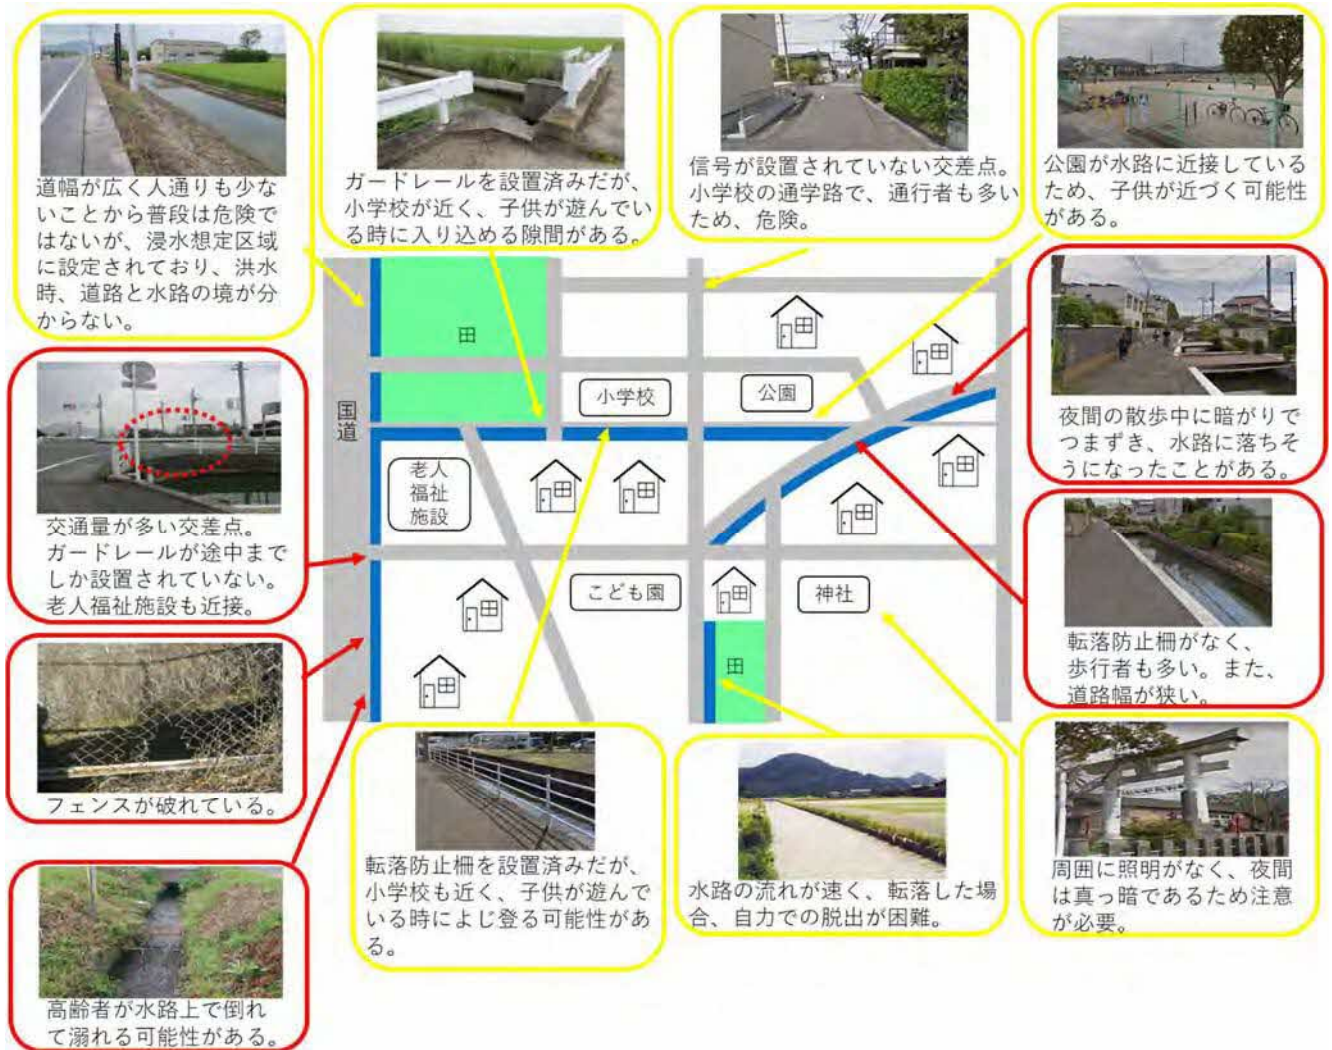 道幅が広く人通りも少な
いことから普段は危険で
はないが、浸水想定区域
に設定されており、洪水
時、道路と水路の境が分
からない。
ガードレールを設置済みだが、
小学校が近く、子供が遊んでい
る時に入り込める隙間がある。
信号が設置されていない交差点。
小学校の通学路で、通行者も多い
ため、危険。
公園が水路に近接している
ため、子供が近づく可能性
がある。
交通量が多い交差点。
ガードレールが途中まで
しか設置されていない。
老人福祉施設も近接。
フェンスが破れている。
高齢者が水路上で倒れ
て溺れる可能性がある。
国道
田
小学校
公園
老人
福祉
施設
こども園
神社
田
夜間の散歩中に暗がりで
つまずき、水路に落ちそ
うになったことがある。
転落防止柵がなく、
歩行者も多い。また、
道路幅が狭い。
転落防止柵を設置済みだが、
小学校も近く、子供が遊んで
いる時によじ登る可能性があ
る。
水路の流れが速く、転落した場
合、自力での脱出が困難。
周囲に照明がなく、夜間
は真っ暗であるため注意
が必要。